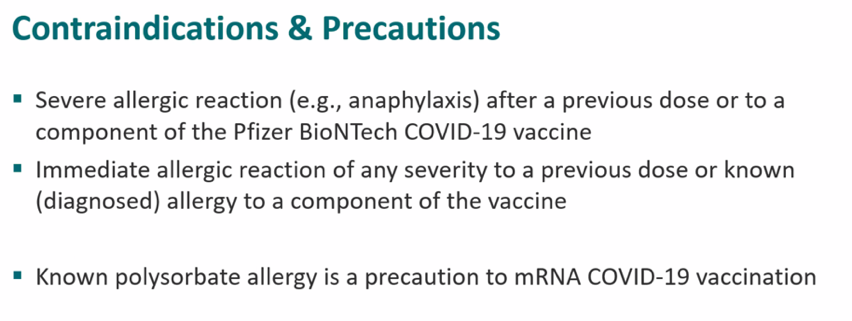 Contraindications & Precautions
▪ Severe allergic reaction (e.g., anaphylaxis) after a previous dose or to a
component of the Pfizer BioNTech COVID-19 vaccine
▪ Immediate allergic reaction of any severity to a previous dose or known
(diagnosed) allergy to a component of the vaccine
▪ Known polysorbate allergy is a precaution to mRNA COVID-19 vaccination